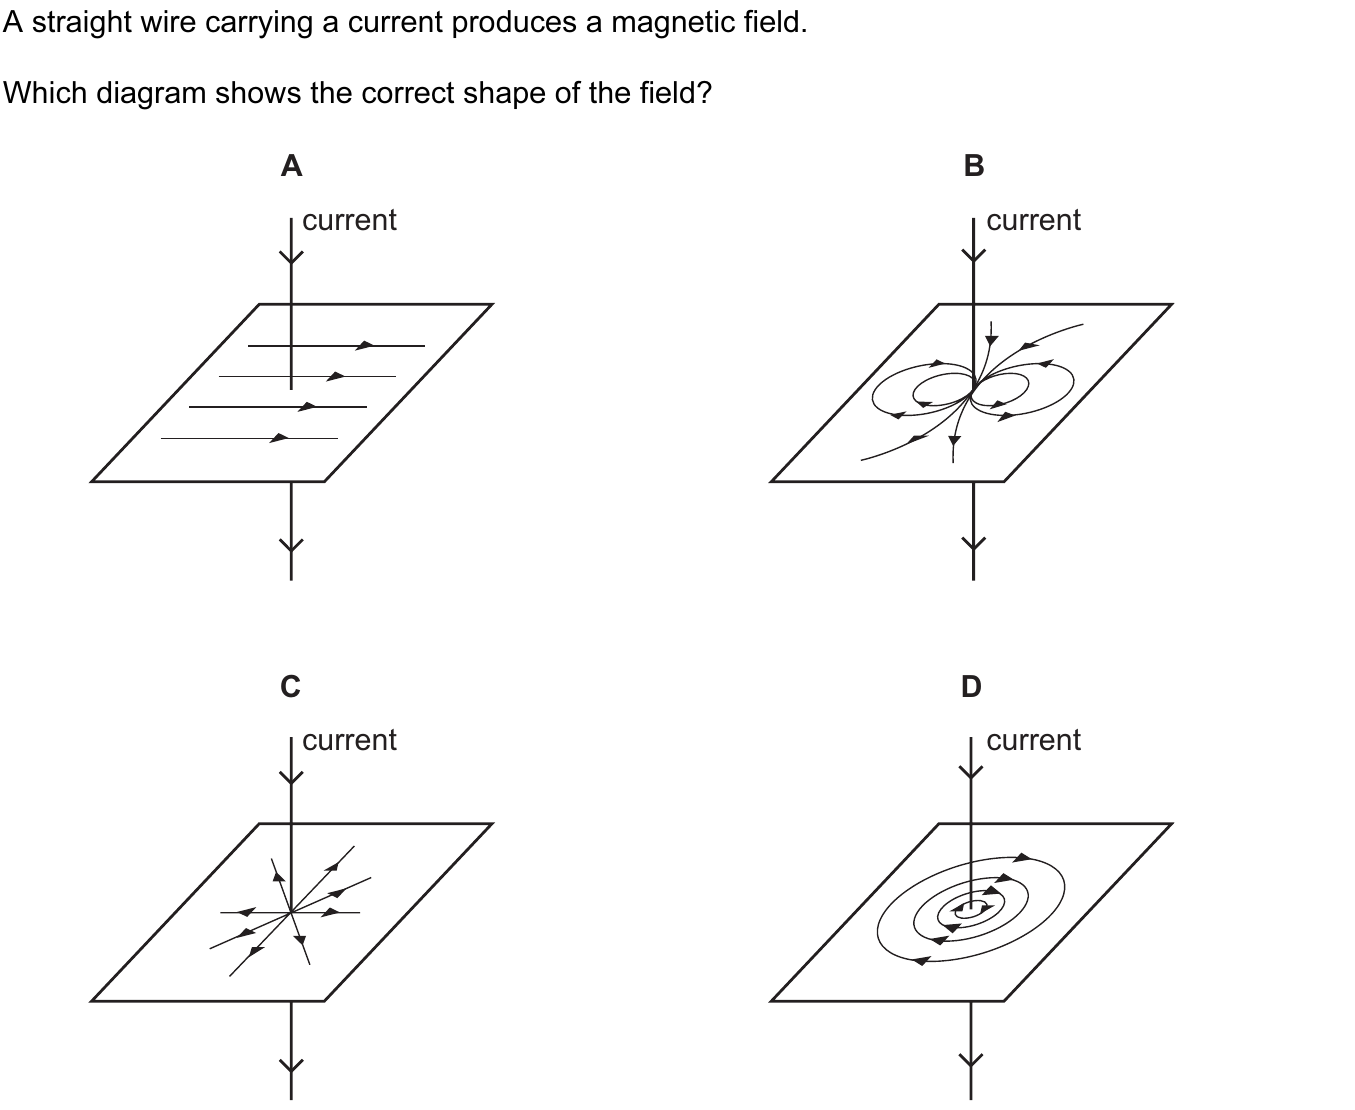 A straight wire carrying a current produces a magnetic field.
Which diagram shows the correct shape of the field?
A
current
B
current
C
current
D
current